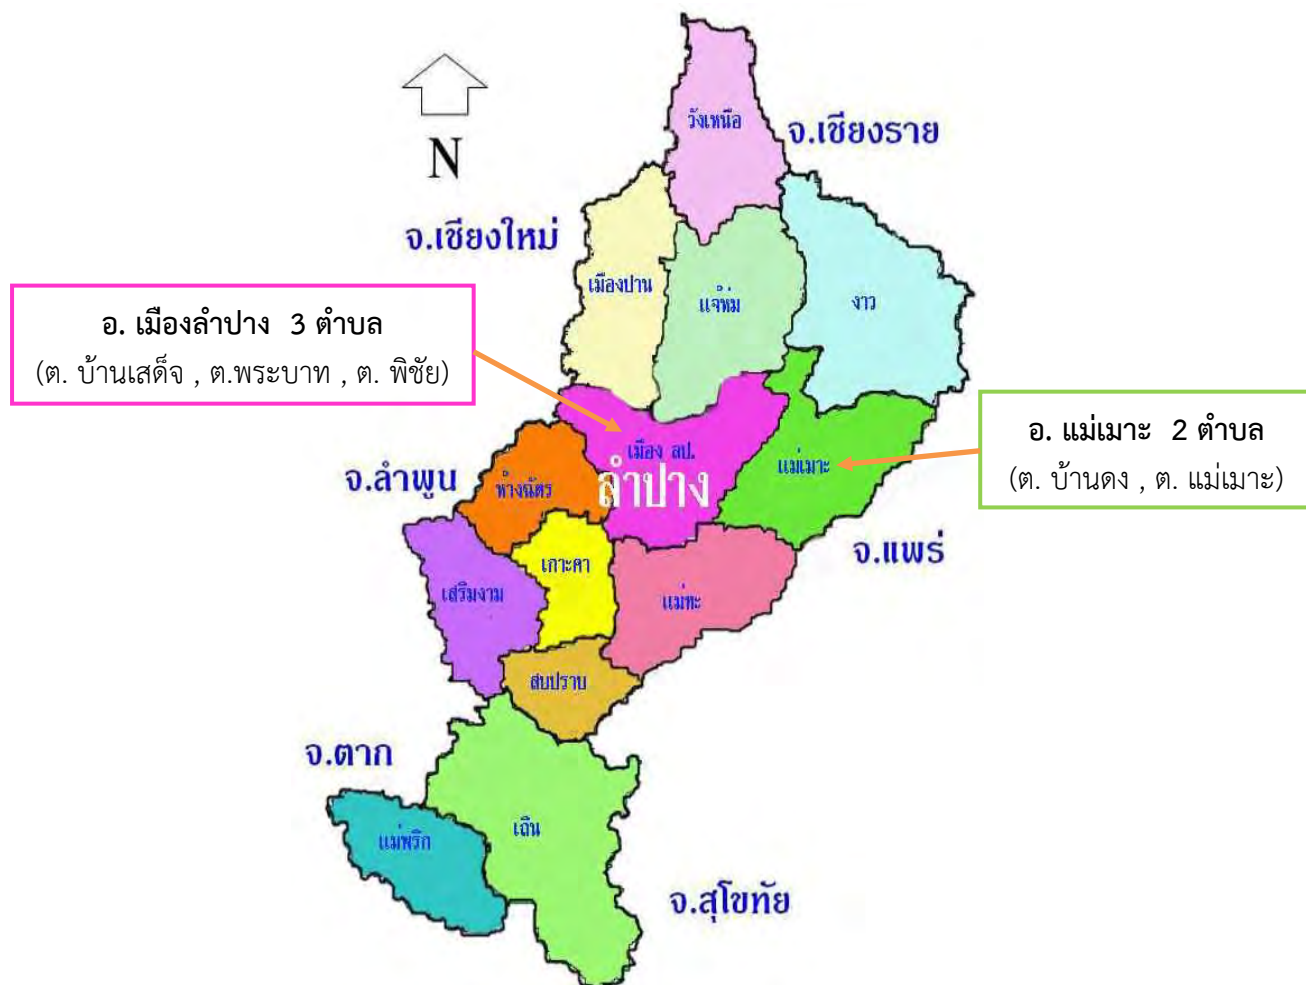 N
วังเหนือ
จ.เชียงราย
จ.เชียงใหม่
เมืองปาน
แจ้ห่ม
งาว
อ. เมืองลำปาง 3 ตำบล
(ต. บ้านเสด็จ , ต.พระบาท , ต. พิชัย)
อ. แม่เมาะ 2 ตำบล
(ต. บ้านดง , ต. แม่เมาะ)
เมือง ลป.
ลำปาง
แม่เมาะ
จ.ลำพูน
ห้างฉัตร
จ.แพร่
เกาะคา
เสริมงาม
แม่ทะ
สบปราบ
จ.ตาก
เถิน
แม่พริก
จ.สุโขทัย